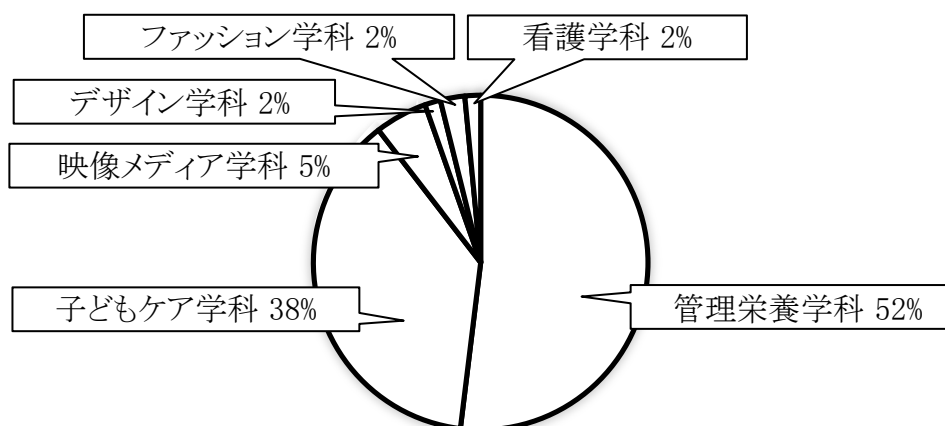 ファッション学科 2%
看護学科 2%
デザイン学科 2%
映像メディア学科 5%
子どもケア学科 38%
管理栄養学科 52%